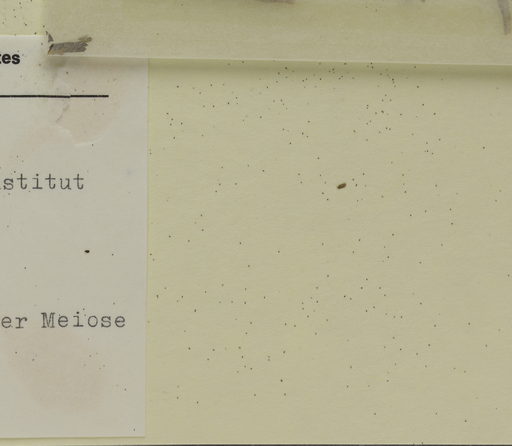 tes
stitut
er Meiose